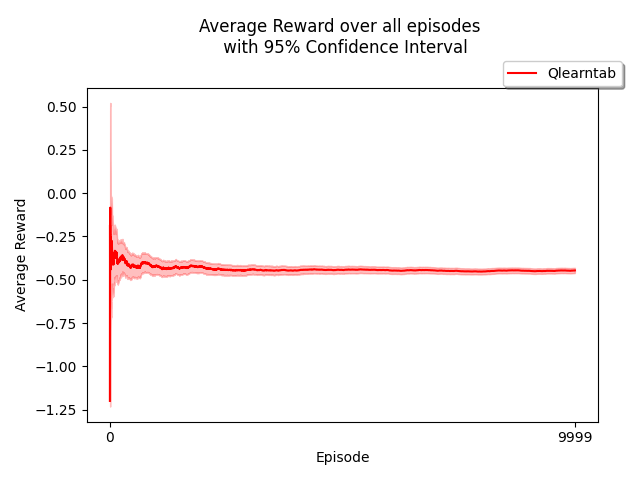 Average Reward over all episodes
with 95% Confidence Interval
Qlearntab
0.50
0.25
0.00
−0.25
−0.50
−0.75
−1.00
−1.25
Average Reward
0
9999
Episode